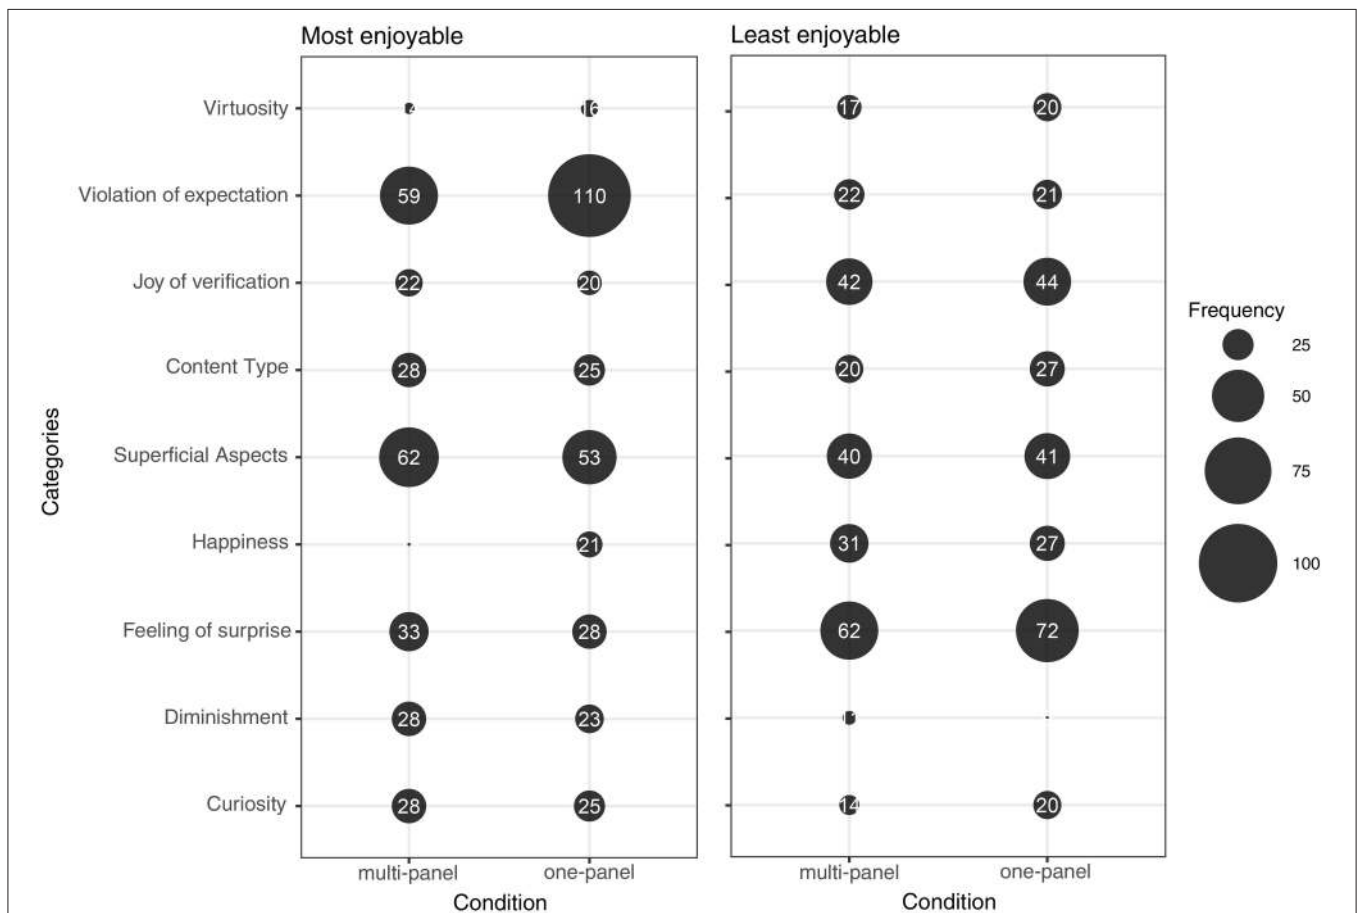 Most enjoyable
Least enjoyable
Virtuosity
16
17
20
Violation of expectation
59
110
22
21
Joy of verification
22
20
42
44
Frequency
25
Content Type
28
25
20
27
50
Superficial Aspects
62
53
40
41
75
Categories
Happiness
21
31
27
100
Feeling of surprise
33
28
62
72
Diminishment
28
23
Curiosity
28
25
14
20
multi-panel
one-panel
multi-panel
one-panel
Condition
Condition